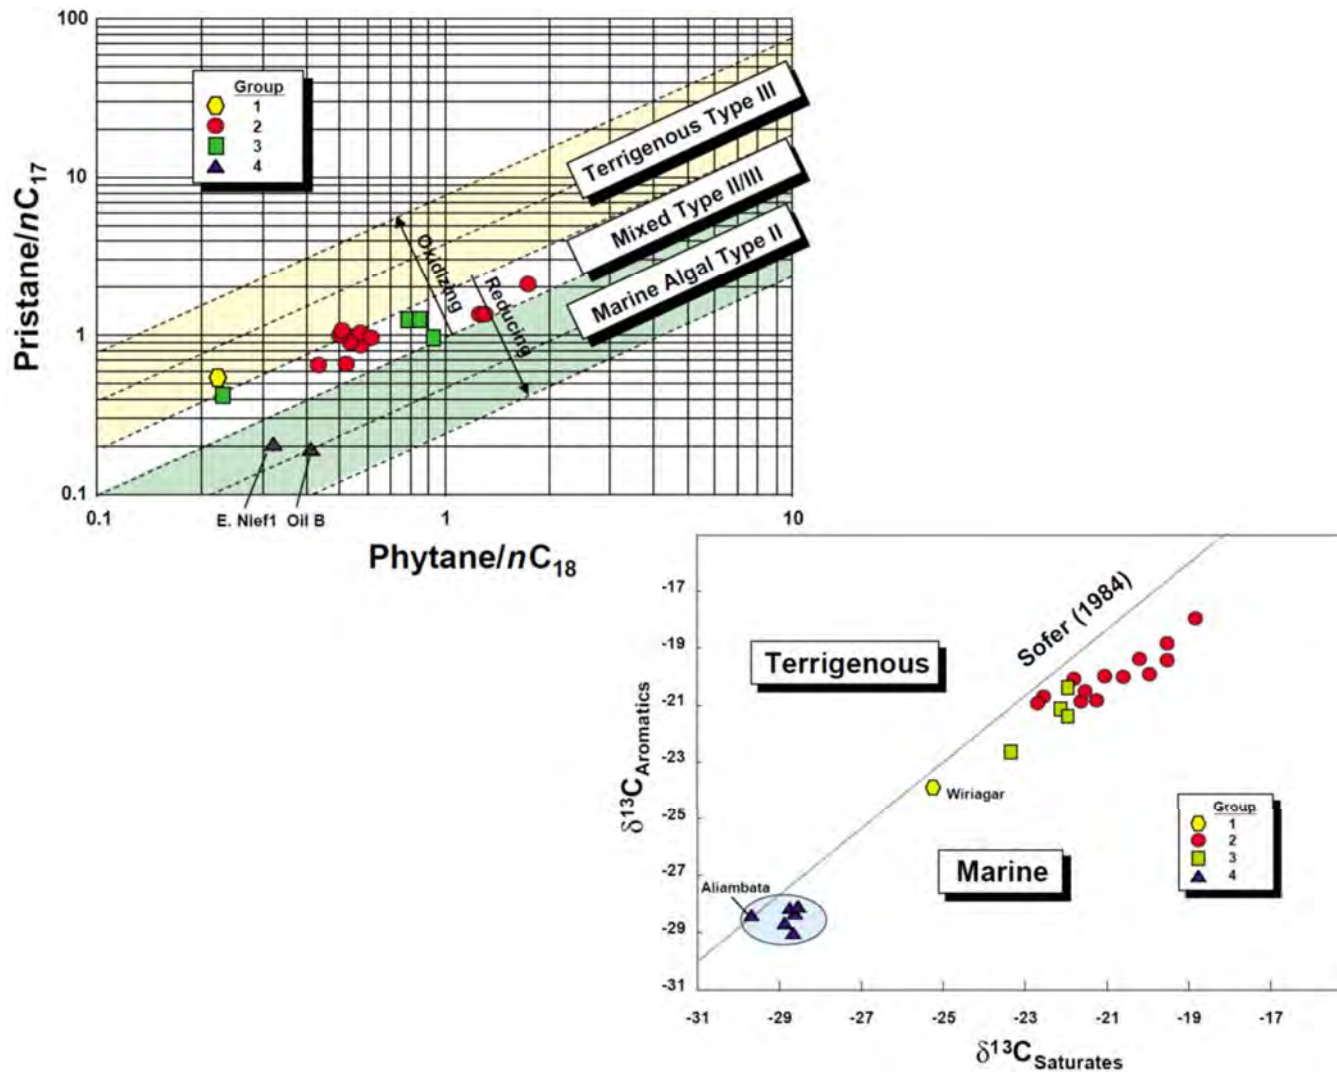 100
10
1
0.1
Pristane/nC17
Group
1
2
3
4
Terrigenous Type III
Mixed Type II/III
Marine Algal Type II
Oxidizing
Reducing
E. Nief1 Oil B
0.1 1 10
Phytane/nC18
-17
-19
-21
-23
-25
-27
-29
-31
δ13CAromatics
Sofer (1984)
Terrigenous
Wiriagar
Marine
Aliambata
Group
1
2
3
4
-31 -29 -27 -25 -23 -21 -19 -17
δ13CSaturates